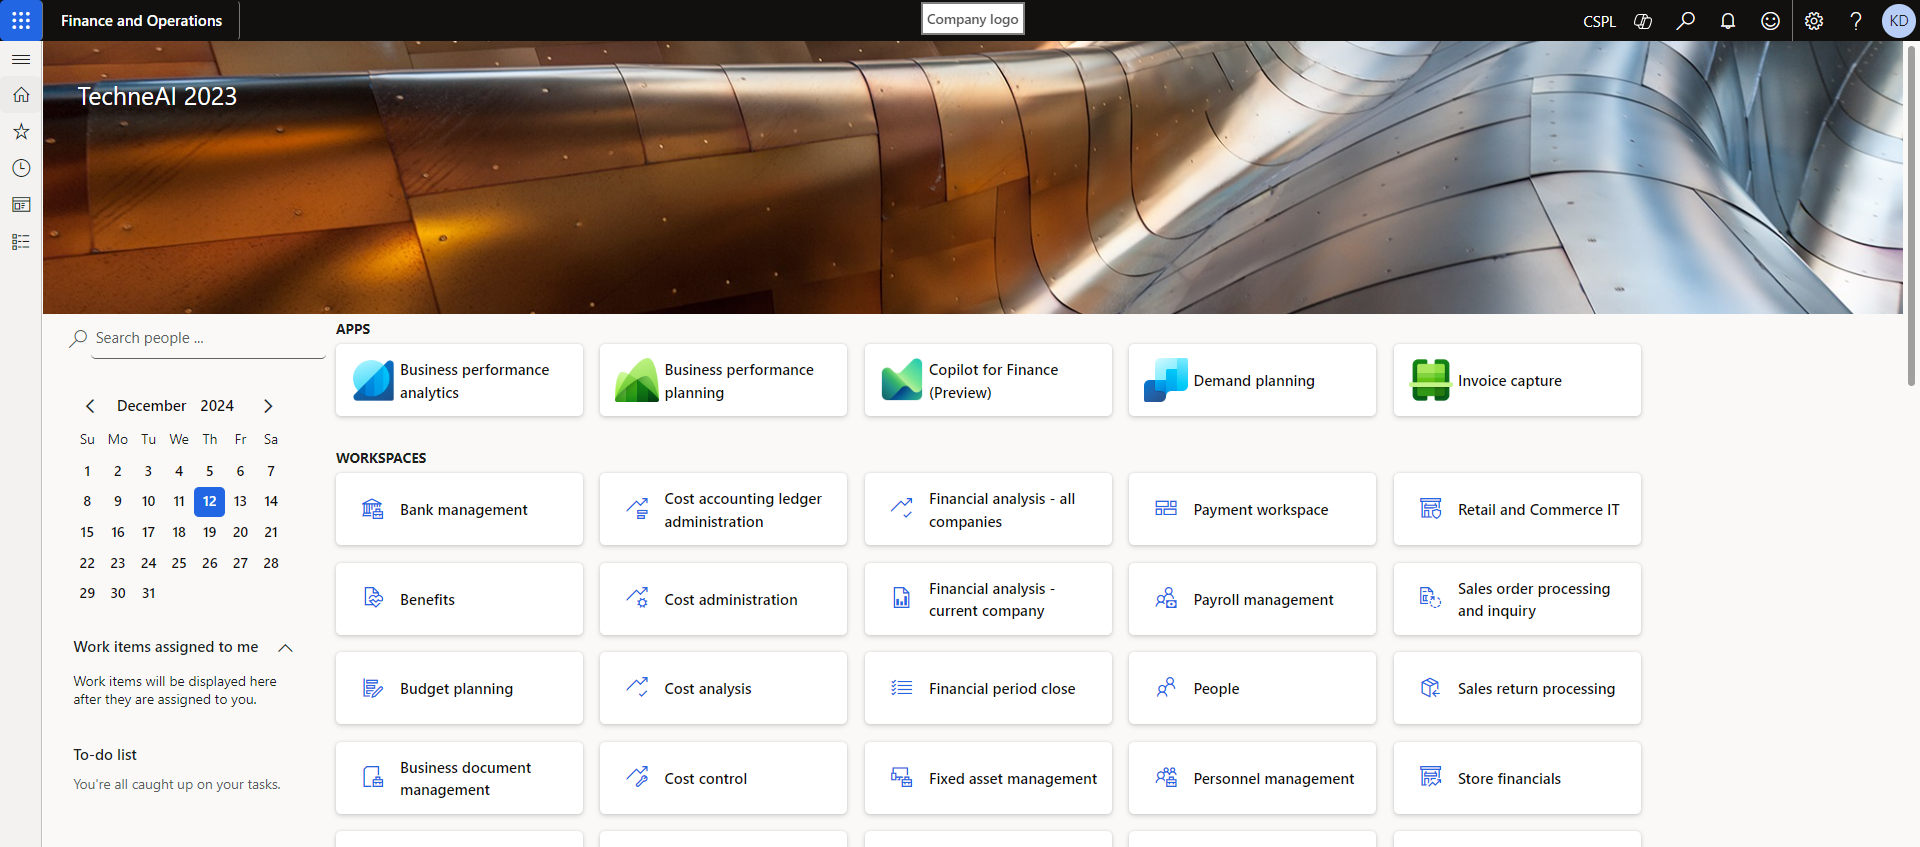 Finance and Operations
Company logo
CSPL
KD
TechneAI 2023
Search people ...
December 2024
Su Mo Tu We Th Fr Sa
1 2 3 4 5 6 7
8 9 10 11 12 13 14
15 16 17 18 19 20 21
22 23 24 25 26 27 28
29 30 31
Work items assigned to me
Work items will be displayed here
after they are assigned to you.
To-do list
You're all caught up on your tasks.
APPS
Business performance
analytics
Business performance
planning
Copilot for Finance
(Preview)
Demand planning
Invoice capture
WORKSPACES
Bank management
Cost accounting ledger
administration
Financial analysis - all
companies
Payment workspace
Retail and Commerce IT
Benefits
Cost administration
Financial analysis -
current company
Payroll management
Sales order processing
and inquiry
Budget planning
Cost analysis
Financial period close
People
Sales return processing
Business document
management
Cost control
Fixed asset management
Personnel management
Store financials